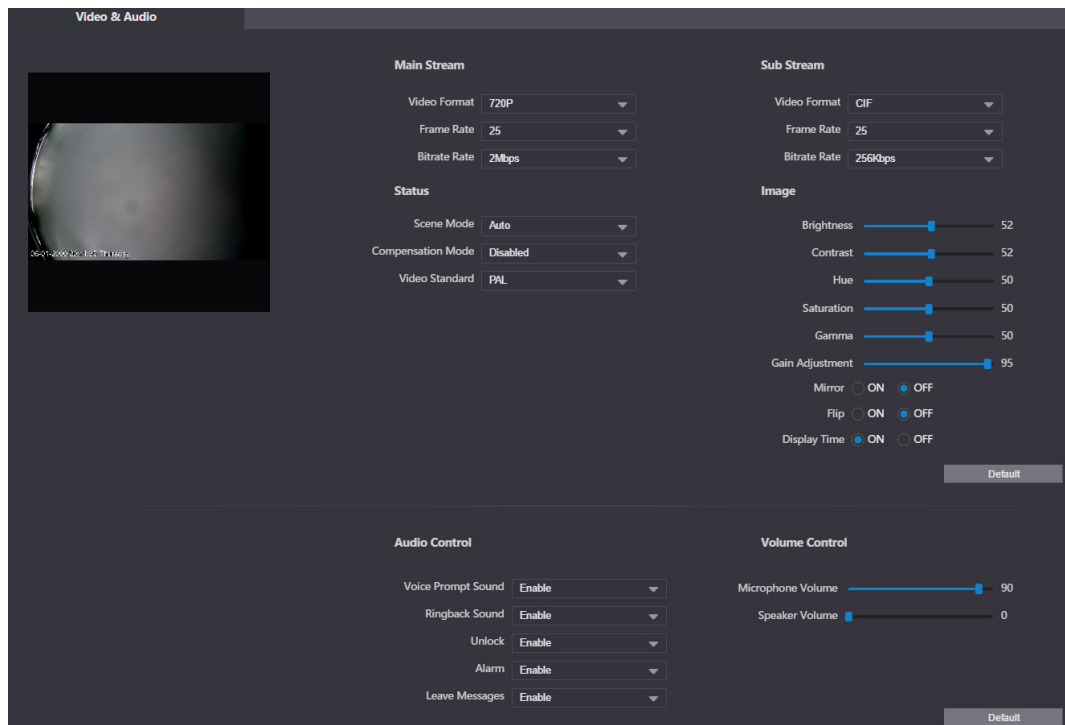 Video & Audio
Main Stream
Video Format 720P
Frame Rate 25
Bitrate Rate 2Mbps
Status
Scene Mode Auto
Compensation Mode Disabled
Video Standard PAL
Sub Stream
Video Format CIF
Frame Rate 25
Bitrate Rate 256Kbps
Image
Brightness 52
Contrast 52
Hue 50
Saturation 50
Gamma 50
Gain Adjustment 95
Mirror ON OFF
Flip ON OFF
Display Time ON OFF
Default
Thursday
Audio Control
Voice Prompt Sound Enable
Ringback Sound Enable
Unlock Enable
Alarm Enable
Leave Messages Enable
Volume Control
Microphone Volume 90
Speaker Volume 0
Default